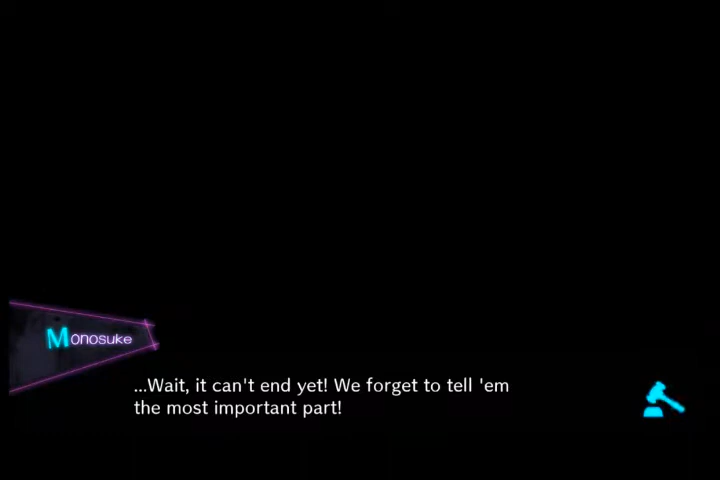 Monosuke
...Wait, it can't end yet! We forget to tell 'em
the most important part!